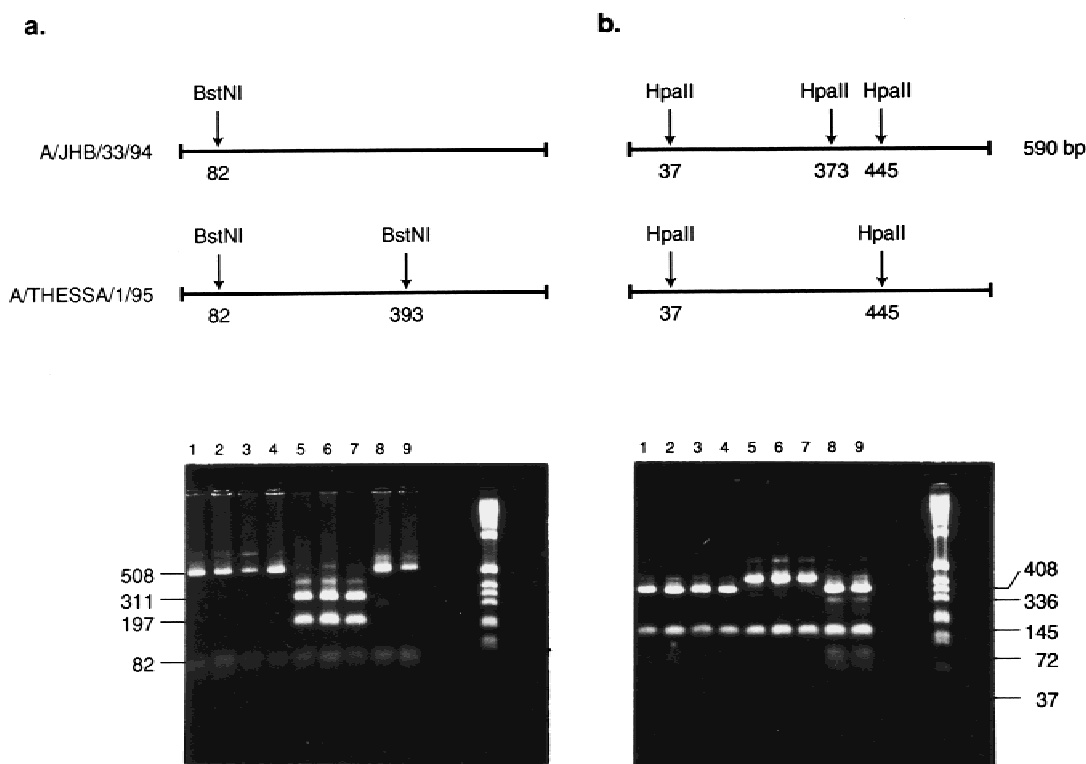 a.
BstNI
A/JHB/33/94
82
BstNI BstNI
A/THESSA/1/95
82 393
1 2 3 4 5 6 7 8 9
508
311
197
82
b.
HpaII HpaII HpaII
590 bp
37 373 445
HpaII HpaII
37 445
1 2 3 4 5 6 7 8 9
408
336
145
72
37